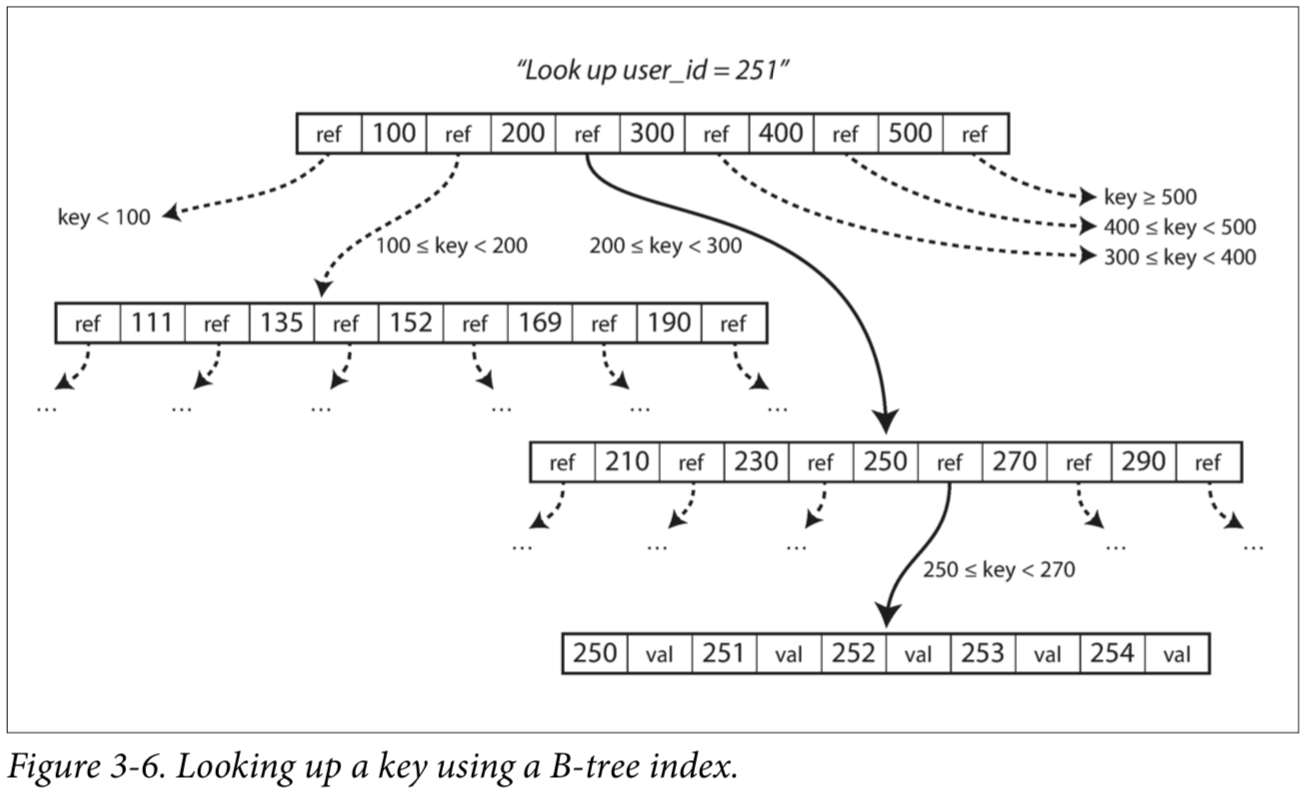 “Look up user_id = 251”
ref 100 ref 200 ref 300 ref 400 ref 500 ref
key < 100
100 ≤ key < 200
200 ≤ key < 300
key ≥ 500
400 ≤ key < 500
300 ≤ key < 400
ref 111 ref 135 ref 152 ref 169 ref 190 ref
... ... ... ... ... ...
ref 210 ref 230 ref 250 ref 270 ref 290 ref
... ... ... ... ...
250 ≤ key < 270
250 val 251 val 252 val 253 val 254 val
Figure 3-6. Looking up a key using a B-tree index.